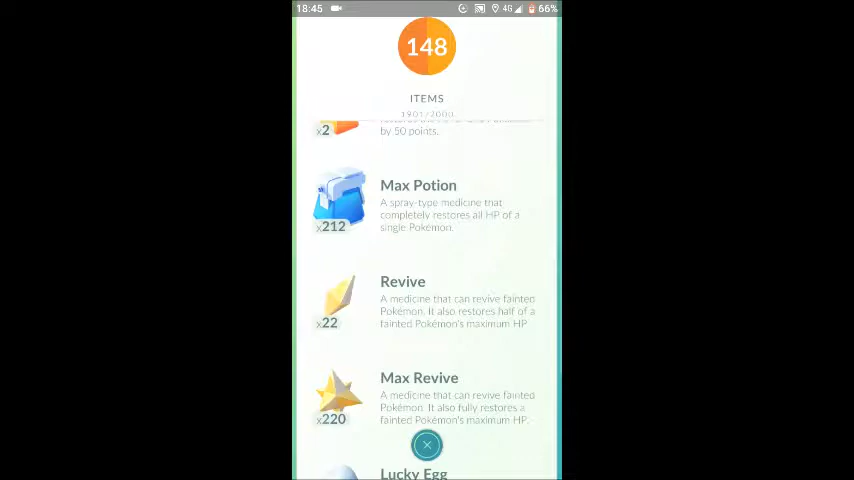 18:45
4G
66%
148
ITEMS
1901/2000
x2
by 50 points.
Max Potion
A spray-type medicine that
completely restores all HP of a
single Pokémon.
x212
Revive
A medicine that can revive fainted
Pokémon. It also restores half of a
fainted Pokémon's maximum HP
x22
Max Revive
A medicine that can revive fainted
Pokémon. It also fully restores a
fainted Pokémon's maximum HP.
x220
Lucky Egg